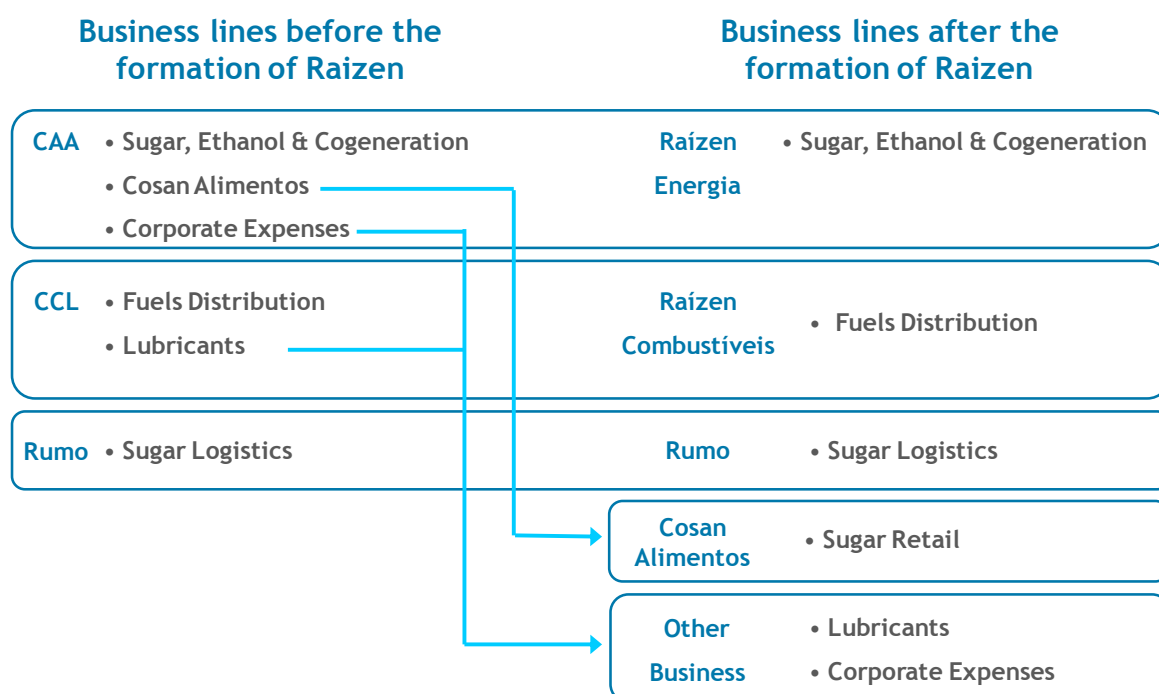 Business lines before the
formation of Raizen
Business lines after the
formation of Raizen
CAA • Sugar, Ethanol & Cogeneration
• Cosan Alimentos
• Corporate Expenses
Raízen
Energia
• Sugar, Ethanol & Cogeneration
CCL • Fuels Distribution
• Lubricants
Raízen
Combustíveis
• Fuels Distribution
Rumo • Sugar Logistics
Rumo • Sugar Logistics
Cosan
Alimentos
• Sugar Retail
Other
Business
• Lubricants
• Corporate Expenses